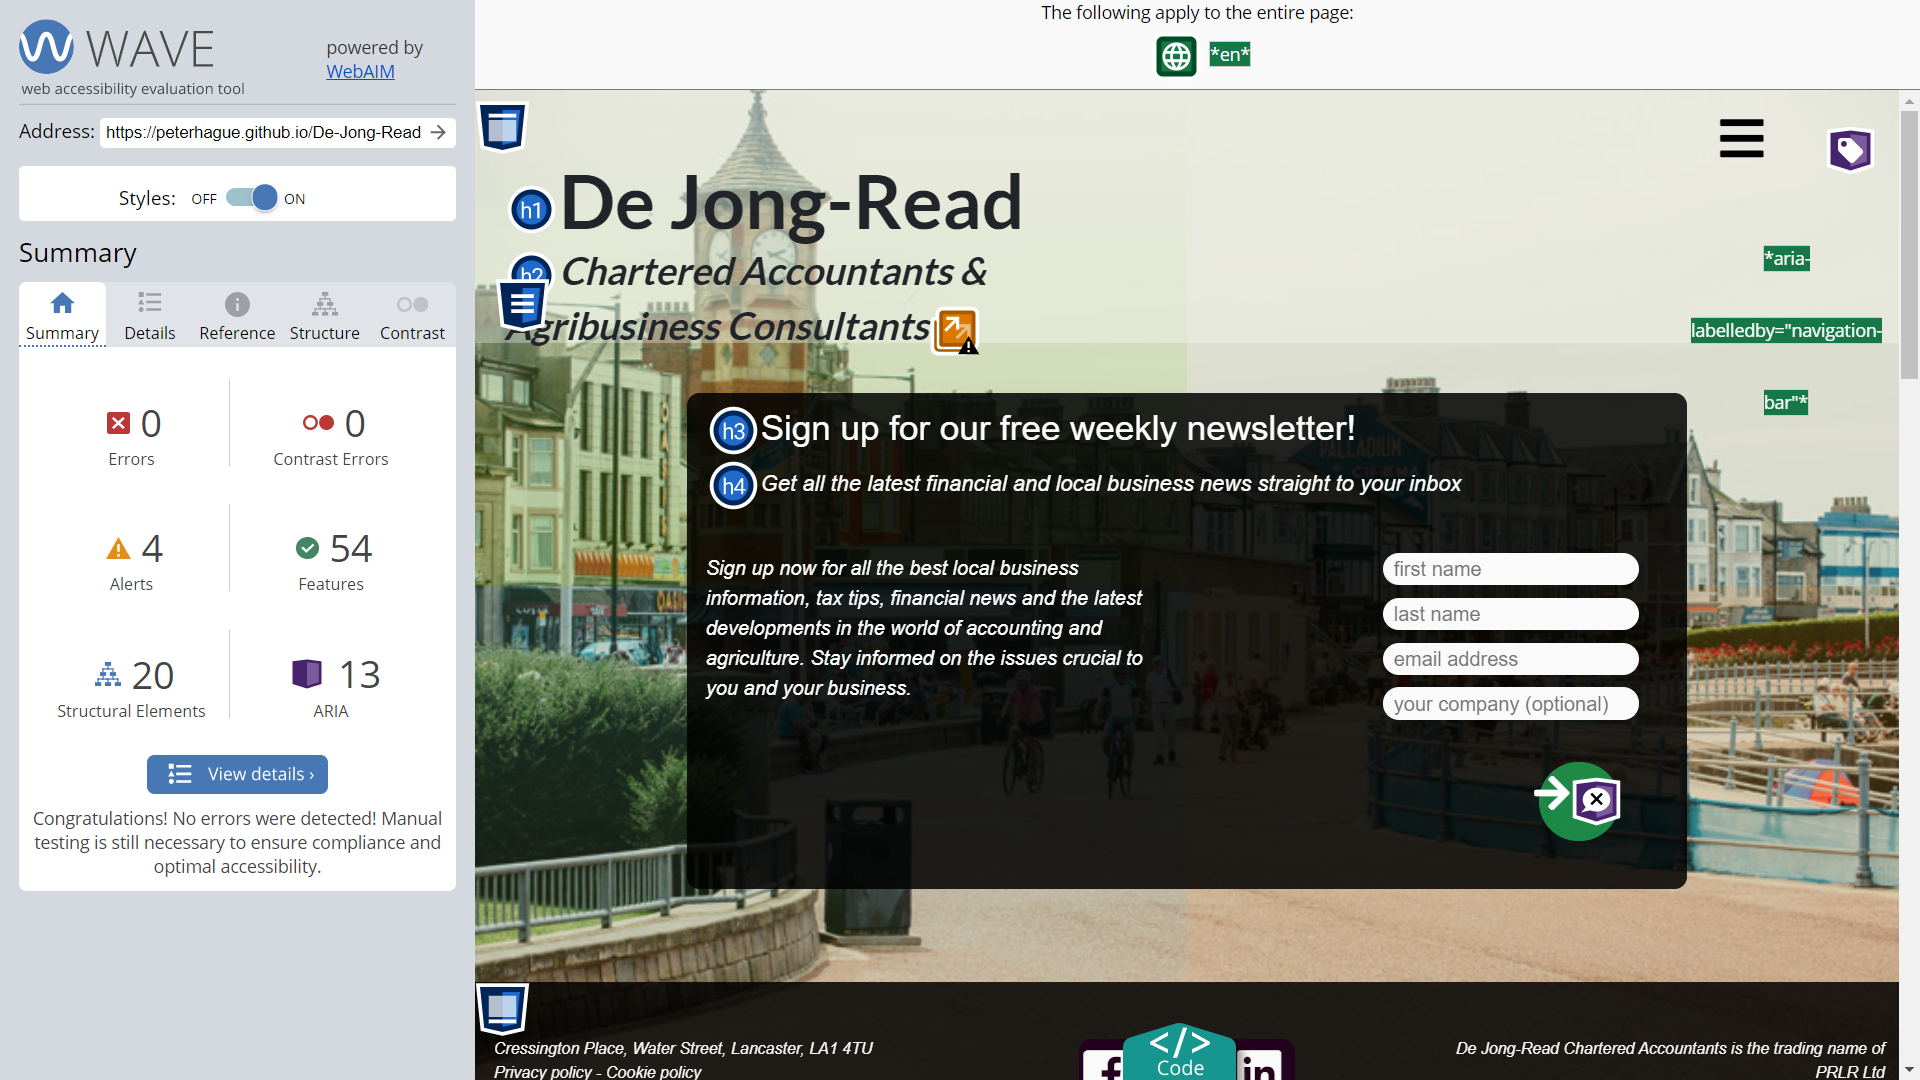 WAVE
powered by
WebAIM
web accessibility evaluation tool
Address: https://peterhague.github.io/De-Jong-Read
Styles: OFF ON
Summary
Summary Details Reference Structure Contrast
0
Errors
0
Contrast Errors
4
Alerts
54
Features
20
Structural Elements
13
ARIA
View details ›
Congratulations! No errors were detected! Manual
testing is still necessary to ensure compliance and
optimal accessibility.
The following apply to the entire page:
*en*
h1 De Jong-Read
h2 Chartered Accountants &
Agribusiness Consultants
*aria-
labelledby="navigation-
bar"*
h3 Sign up for our free weekly newsletter!
h4 Get all the latest financial and local business news straight to your inbox
Sign up now for all the best local business
information, tax tips, financial news and the latest
developments in the world of accounting and
agriculture. Stay informed on the issues crucial to
you and your business.
first name
last name
email address
your company (optional)
PALLADIUM
CINEMA
Cressington Place, Water Street, Lancaster, LA1 4TU
Privacy policy - Cookie policy
</>
Code
in
De Jong-Read Chartered Accountants is the trading name of
PRLR Ltd